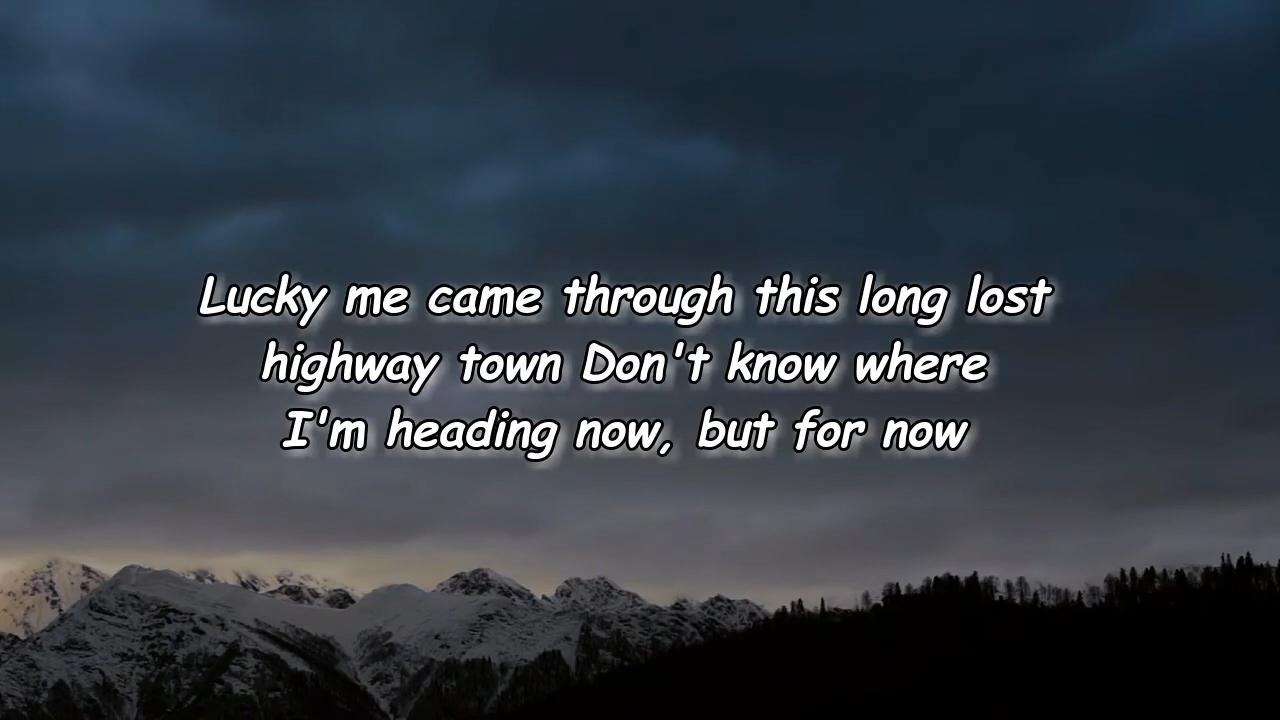 Lucky me came through this long lost
highway town Don't know where
I'm heading now, but for now